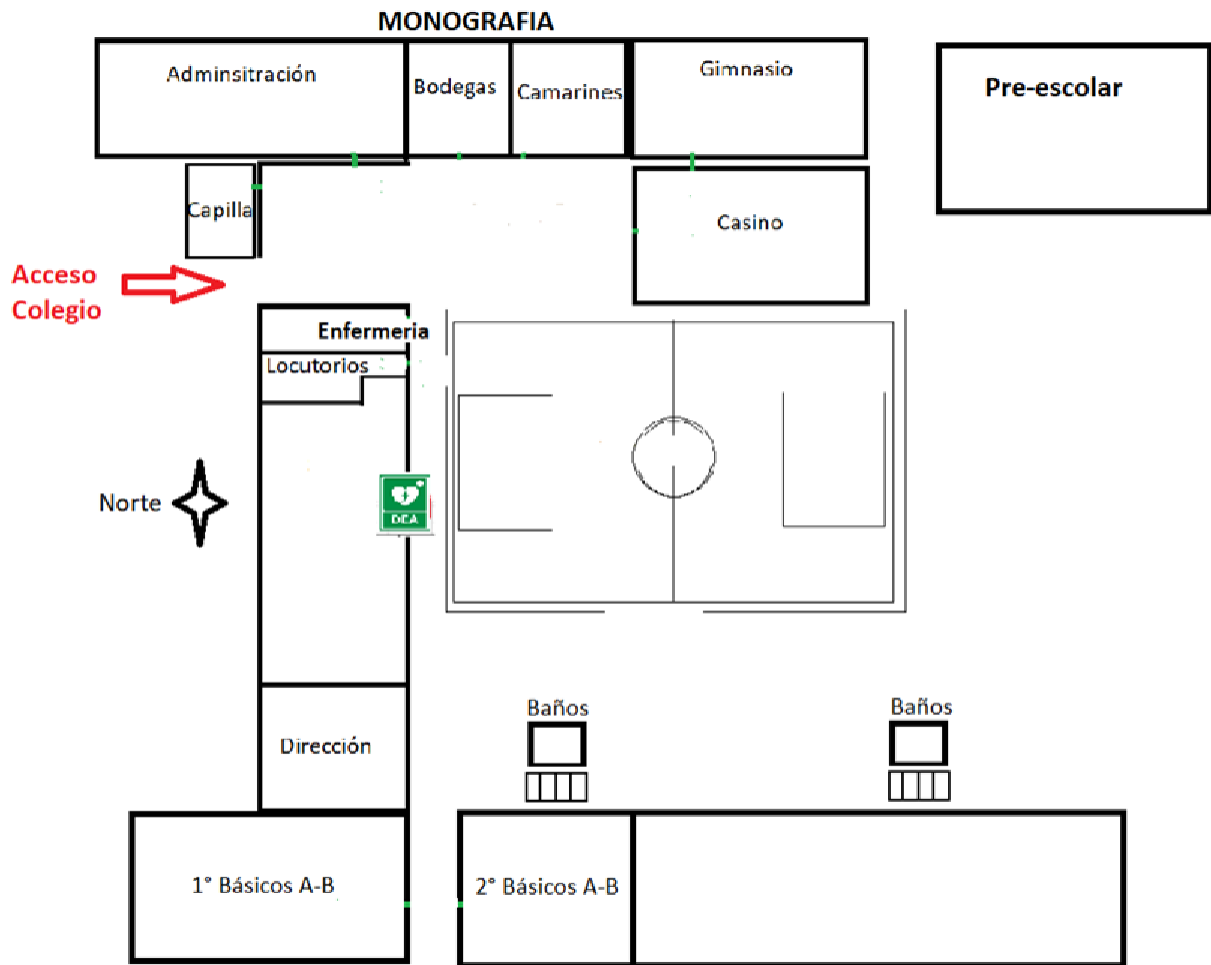 MONOGRAFIA
Adminsitración
Bodegas
Camarines
Gimnasio
Pre-escolar
Capilla
Casino
Acceso
Colegio
Enfermeria
Locutorios
Norte
DEA
Baños
Baños
Dirección
1° Básicos A-B
2° Básicos A-B